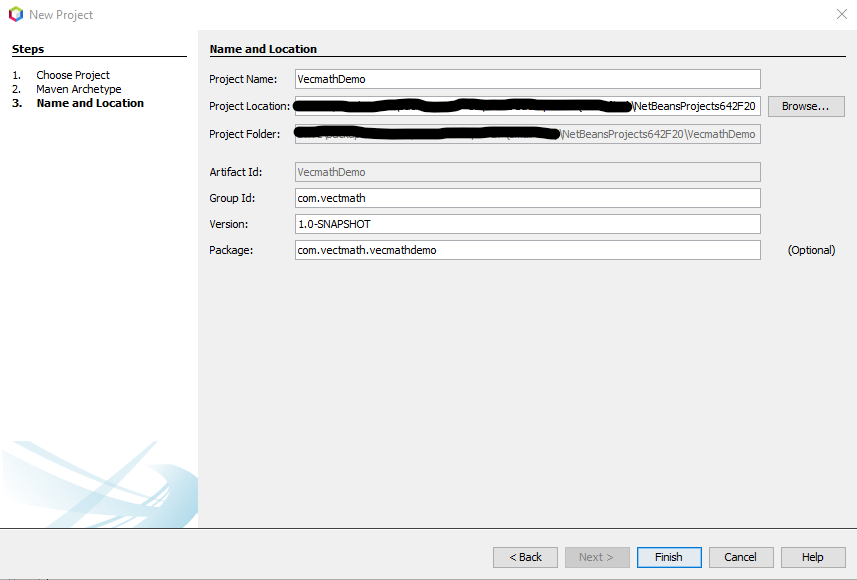 New Project
Steps
1. Choose Project
2. Maven Archetype
3. Name and Location
Name and Location
Project Name: VecmathDemo
Project Location: \NetBeansProjects642F20 Browse...
Project Folder: \NetBeansProjects642F20\VecmathDemo
Artifact Id: VecmathDemo
Group Id: com.vectmath
Version: 1.0-SNAPSHOT
Package: com.vectmath.vecmathdemo (Optional)
< Back Next > Finish Cancel Help